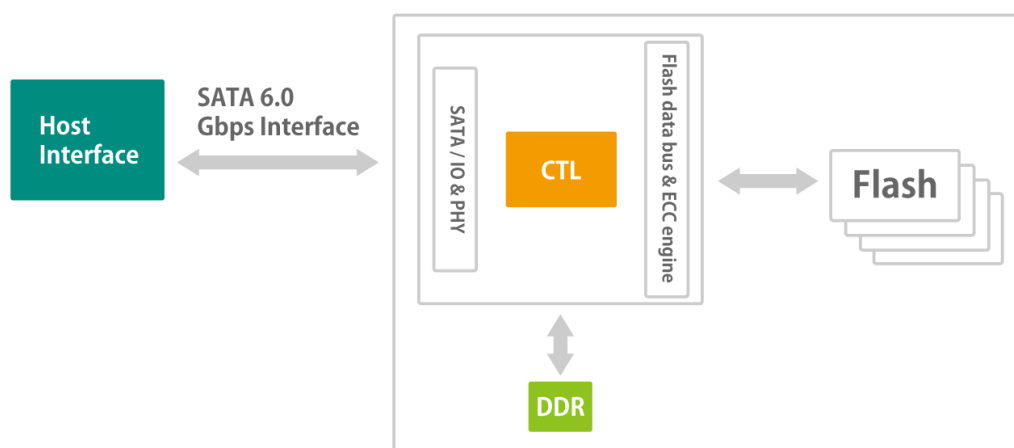 Host
Interface
SATA 6.0
Gbps Interface
SATA / IO & PHY
CTL
Flash data bus & ECC engine
Flash
DDR